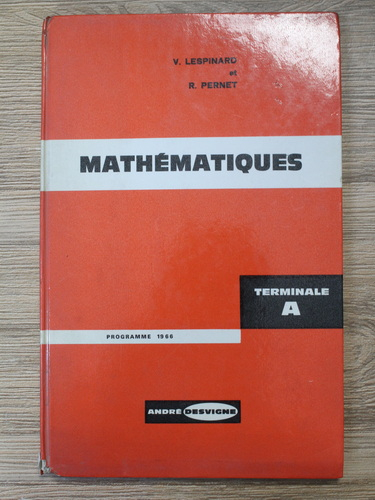 V. LESPINARD
et
R. PERNET
MATHÉMATIQUES
TERMINALE
A
PROGRAMME 1966
ANDRÉ DESVIGNE